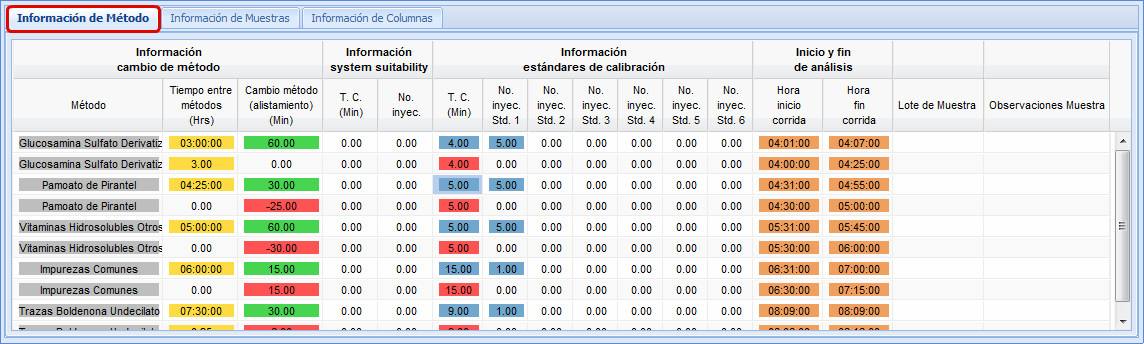 Información de Método Información de Muestras Información de Columnas
Información Información Información Inicio y fin
cambio de método system suitability estándares de calibración de análisis
Tiempo entre Cambio método No. No. No. No. No. No. Hora Hora
Método métodos (alistamiento) T. C. No. T. C. inyec. inyec. inyec. inyec. inyec. inyec. inicio fin Lote de Muestra Observaciones Muestra
(Hrs) (Min) (Min) inyec. (Min) Std. 1 Std. 2 Std. 3 Std. 4 Std. 5 Std. 6 corrida corrida
Glucosamina Sulfato Derivatiz 03:00:00 60.00 0.00 0.00 4.00 5.00 0.00 0.00 0.00 0.00 0.00 04:01:00 04:07:00
Glucosamina Sulfato Derivatiz 3.00 0.00 0.00 0.00 4.00 0.00 0.00 0.00 0.00 0.00 0.00 04:00:00 04:25:00
Pamoato de Pirantel 04:25:00 30.00 0.00 0.00 5.00 5.00 0.00 0.00 0.00 0.00 0.00 04:31:00 04:55:00
Pamoato de Pirantel 0.00 -25.00 0.00 0.00 5.00 0.00 0.00 0.00 0.00 0.00 0.00 04:30:00 05:00:00
Vitaminas Hidrosolubles Otros 05:00:00 60.00 0.00 0.00 5.00 5.00 0.00 0.00 0.00 0.00 0.00 05:31:00 05:45:00
Vitaminas Hidrosolubles Otros 0.00 -30.00 0.00 0.00 5.00 0.00 0.00 0.00 0.00 0.00 0.00 05:30:00 06:00:00
Impurezas Comunes 06:00:00 15.00 0.00 0.00 15.00 1.00 0.00 0.00 0.00 0.00 0.00 06:31:00 07:00:00
Impurezas Comunes 0.00 15.00 0.00 0.00 15.00 0.00 0.00 0.00 0.00 0.00 0.00 06:30:00 07:15:00
Trazas Boldenona Undecilato 07:30:00 30.00 0.00 0.00 9.00 1.00 0.00 0.00 0.00 0.00 0.00 08:09:00 08:09:00